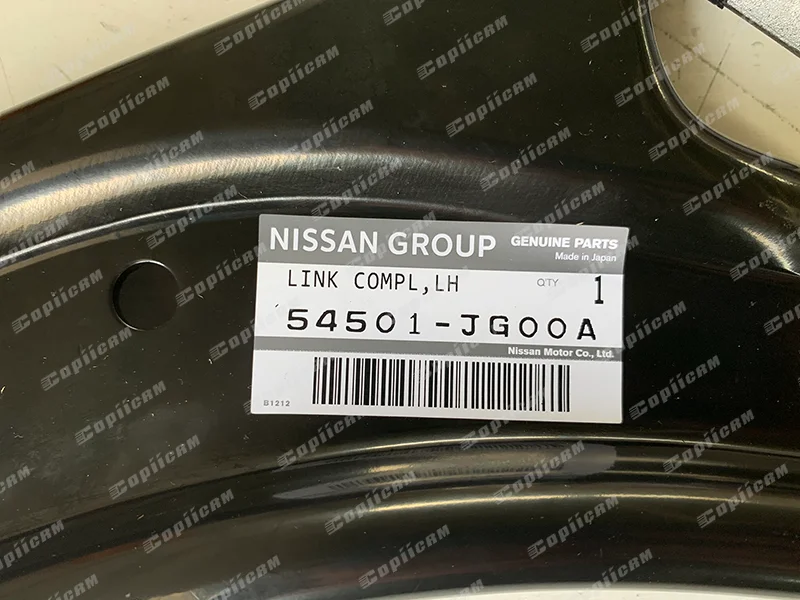 NISSAN GROUP GENUINE PARTS
Made in Japan
LINK COMPL,LH QTY 1
54501-JG00A
Nissan Motor Co., Ltd.
B1212
Copiicam